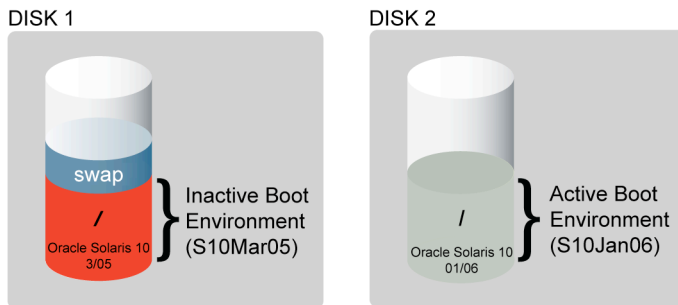 DISK 1
DISK 2
swap
/
Oracle Solaris 10
3/05
}
Inactive Boot
Environment
(S10Mar05)
/
Oracle Solaris 10
01/06
}
Active Boot
Environment
(S10Jan06)